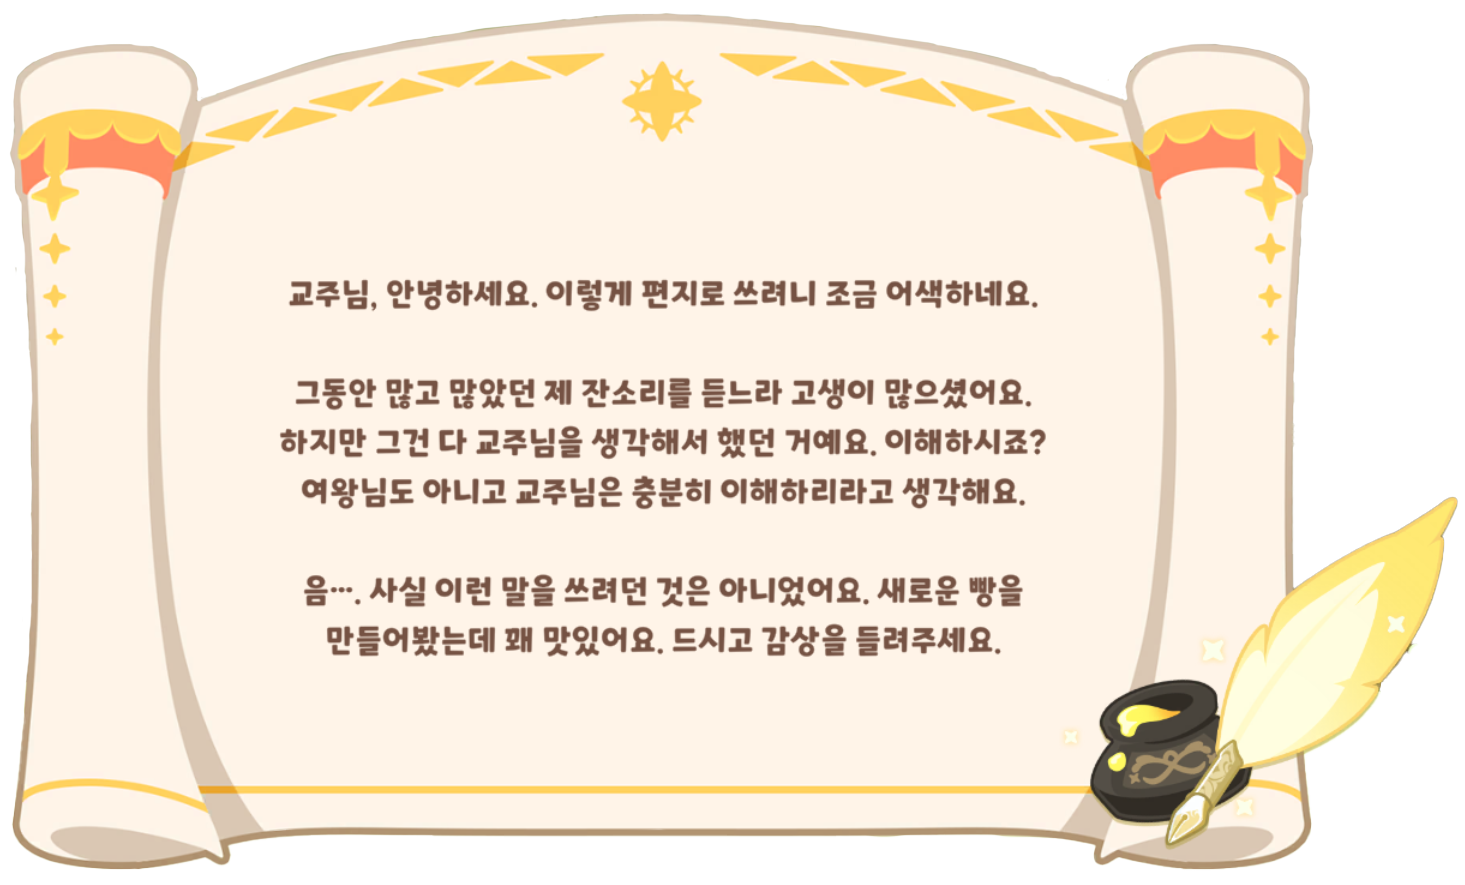 교주님, 안녕하세요. 이렇게 편지로 쓰려니 조금 어색하네요.
그동안 많고 많았던 제 잔소리를 듣느라 고생이 많으셨어요.
하지만 그건 다 교주님을 생각해서 했던 거예요. 이해하시죠?
여왕님도 아니고 교주님은 충분히 이해하리라고 생각해요.
음…. 사실 이런 말을 쓰려던 것은 아니었어요. 새로운 빵을
만들어봤는데 꽤 맛있어요. 드시고 감상을 들려주세요.